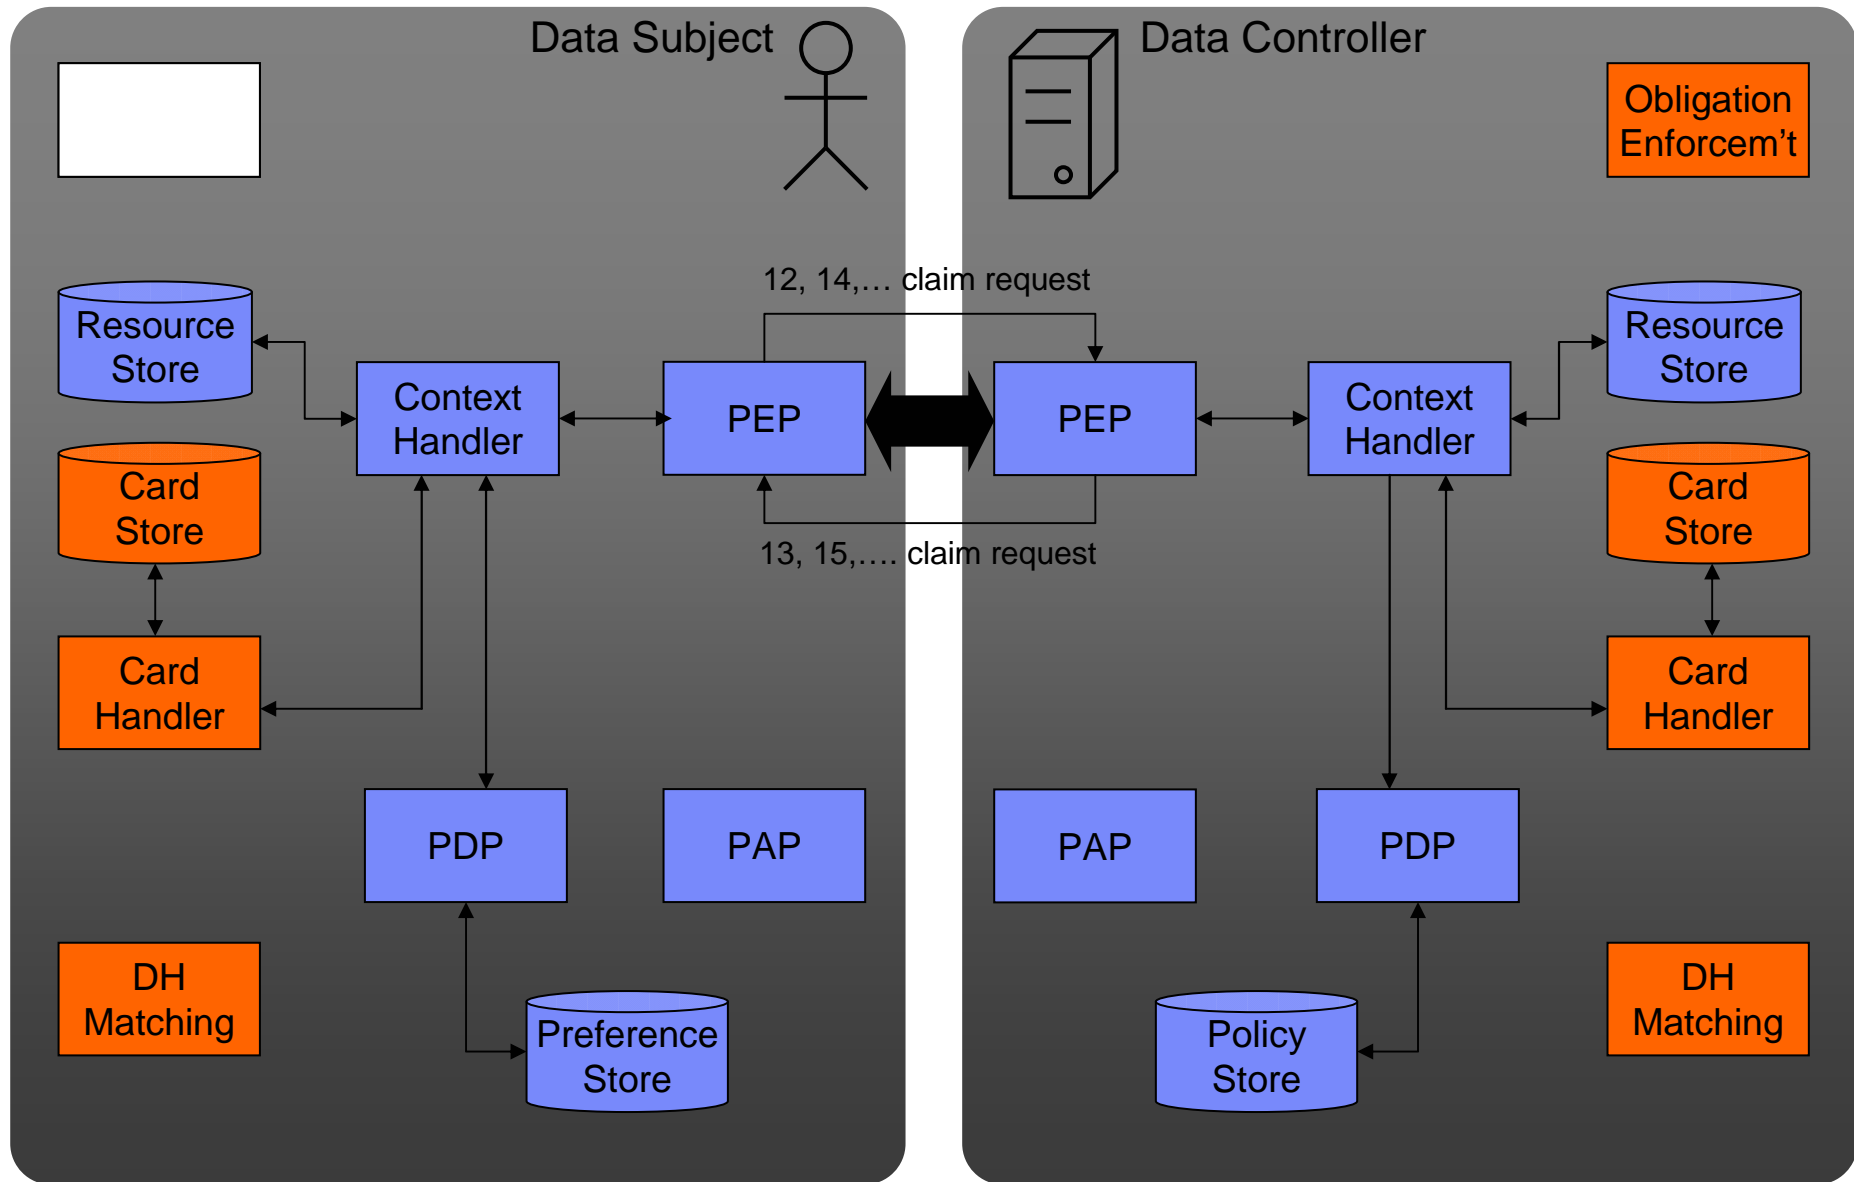 Data Subject
Data Controller
Obligation
Enforcem't
12, 14,… claim request
Resource
Store
Context
Handler
PEP
PEP
Context
Handler
Resource
Store
Card
Store
Card
Store
13, 15,…. claim request
Card
Handler
Card
Handler
PDP
PAP
PAP
PDP
DH
Matching
Preference
Store
Policy
Store
DH
Matching